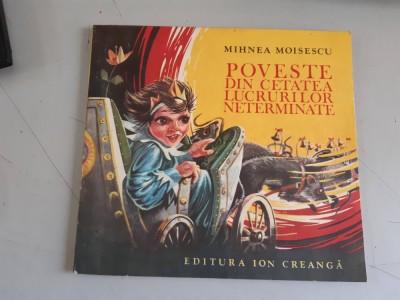 MIHNEA MOISESCU
POVESTE
DIN CETATEA
LUCRURILOR
NETERMINATE
EDITURA ION CREANGĂ